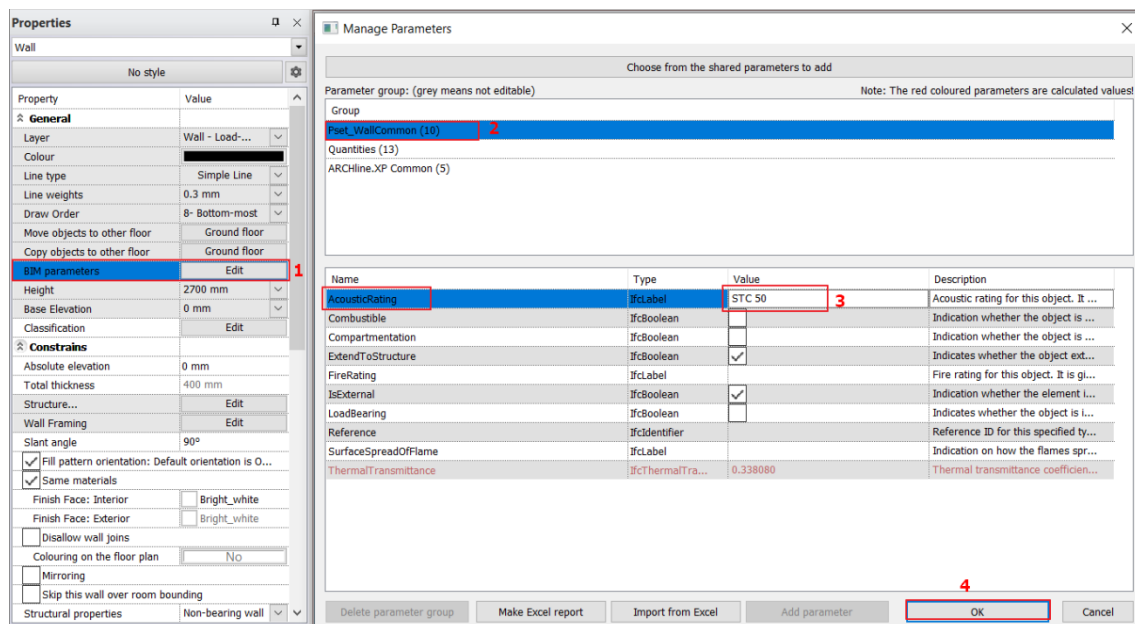 Properties
Wall
No style
Property Value
General
Layer Wall - Load-...
Colour
Line type Simple Line
Line weights 0.3 mm
Draw Order 8- Bottom-most
Move objects to other floor Ground floor
Copy objects to other floor Ground floor
BIM parameters Edit 1
Height 2700 mm
Base Elevation 0 mm
Classification Edit
Constrains
Absolute elevation 0 mm
Total thickness 400 mm
Structure... Edit
Wall Framing Edit
Slant angle 90°
Fill pattern orientation: Default orientation is O...
Same materials
Finish Face: Interior Bright_white
Finish Face: Exterior Bright_white
Disallow wall joins
Colouring on the floor plan No
Mirroring
Skip this wall over room bounding
Structural properties Non-bearing wall
Manage Parameters
Choose from the shared parameters to add
Parameter group: (grey means not editable) Note: The red coloured parameters are calculated values!
Group
Pset_WallCommon (10) 2
Quantities (13)
ARCHline.XP Common (5)
Name Type Value Description
AcousticRating IfcLabel STC 50 3 Acoustic rating for this object. It ...
Combustible IfcBoolean Indication whether the object is ...
Compartmentation IfcBoolean Indication whether the object is ...
ExtendToStructure IfcBoolean Indicates whether the object ext...
FireRating IfcLabel Fire rating for this object. It is gi...
IsExternal IfcBoolean Indication whether the element i...
LoadBearing IfcBoolean Indicates whether the object is i...
Reference IfcIdentifier Reference ID for this specified ty...
SurfaceSpreadOfFlame IfcLabel Indication on how the flames spr...
ThermalTransmittance IfcThermalTra... 0.338080 Thermal transmittance coefficien...
4
Delete parameter group Make Excel report Import from Excel Add parameter OK Cancel